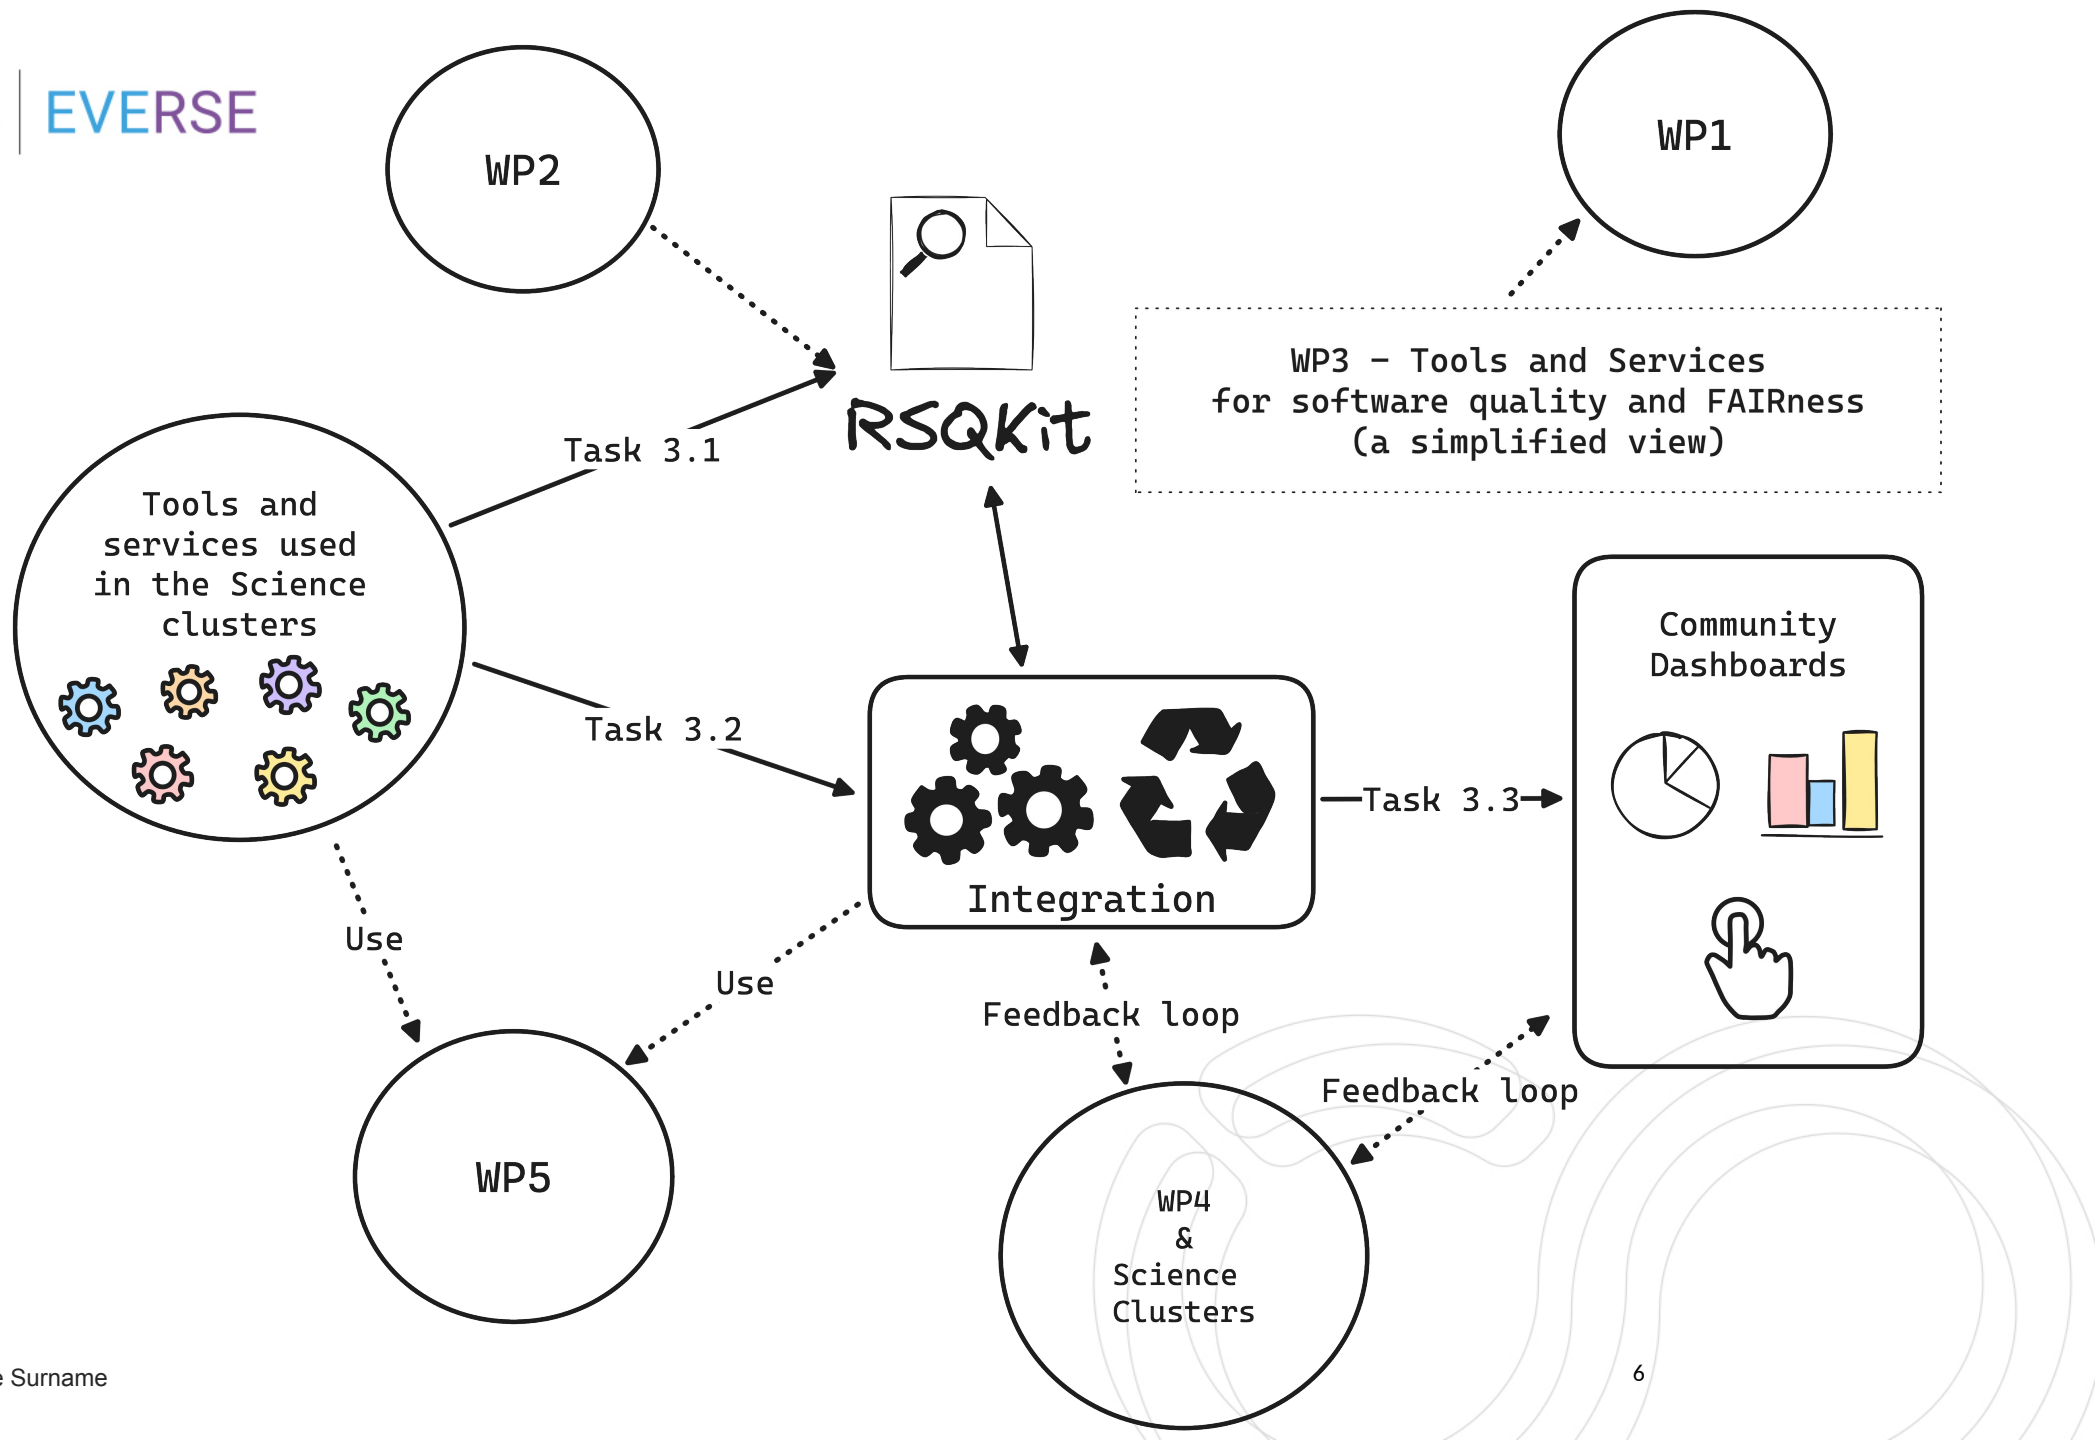 EVERSE
WP2
WP1
WP3 – Tools and Services
for software quality and FAIRness
(a simplified view)
RSQKit
Task 3.1
Tools and
services used
in the Science
clusters
Task 3.2
Community
Dashboards
Task 3.3
Integration
Use
Use
Feedback loop
Feedback loop
WP5
WP4
&
Science
Clusters
Surname
6